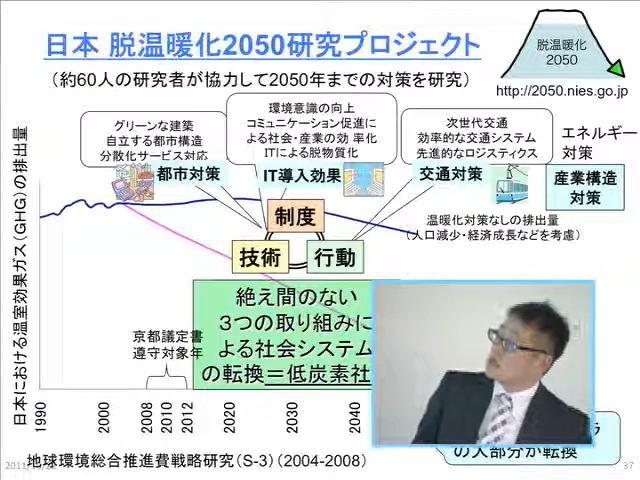 日本 脱温暖化2050研究プロジェクト
（約60人の研究者が協力して2050年までの対策を研究）
脱温暖化
2050
http://2050.nies.go.jp
グリーンな建築
自立する都市構造
分散化サービス対応
都市対策
環境意識の向上
コミュニケーション促進に
よる社会・産業の効 率化
ITによる脱物質化
IT導入効果
次世代交通
効率的な交通システム
先進的なロジスティクス
交通対策
エネルギー
対策
産業構造
対策
日本における温室効果ガス（GHG）の排出量
制度
技術
行動
温暖化対策なしの排出量
（人口減少・経済成長などを考慮）
絶え間のない
3つの取り組みに
よる社会システム
の転換＝低炭素社
京都議定書
遵守対象年
1990
2000
2008
2010
2012
2020
2030
2040
の大部分が転換
地球環境総合推進費戦略研究（S-3）（2004-2008）
37